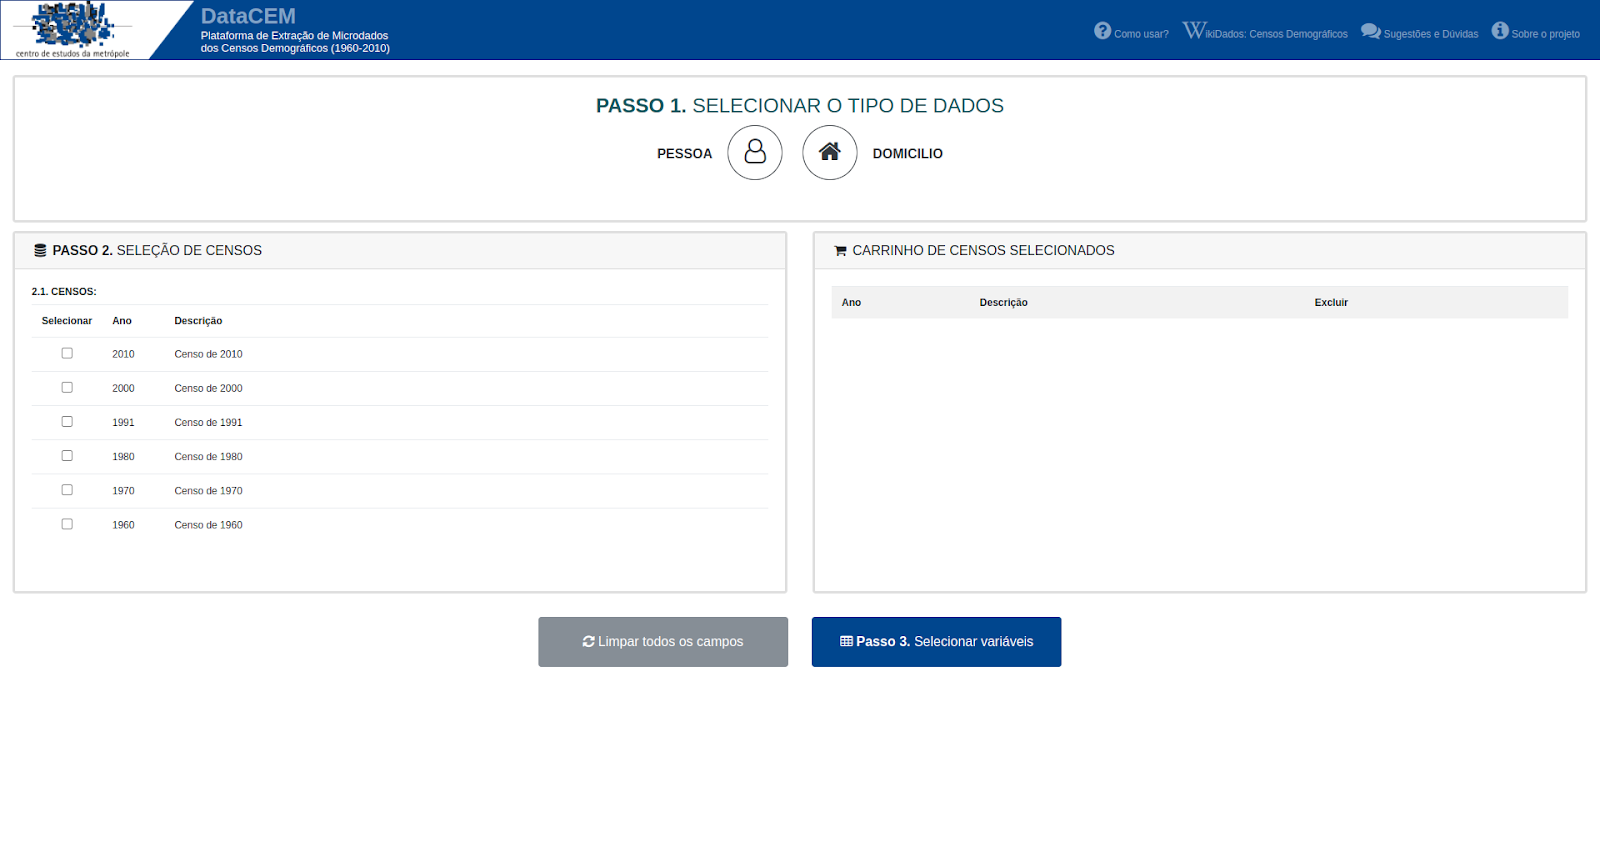 centro de estudos da metrópole
DataCEM
Plataforma de Extração de Microdados
dos Censos Demográficos (1960-2010)
Como usar?
WikiDados: Censos Demográficos
Sugestões e Dúvidas
Sobre o projeto
PASSO 1. SELECIONAR O TIPO DE DADOS
PESSOA
DOMICILIO
PASSO 2. SELEÇÃO DE CENSOS
2.1. CENSOS:
Selecionar Ano Descrição
2010 Censo de 2010
2000 Censo de 2000
1991 Censo de 1991
1980 Censo de 1980
1970 Censo de 1970
1960 Censo de 1960
CARRINHO DE CENSOS SELECIONADOS
Ano Descrição Excluir
Limpar todos os campos
Passo 3. Selecionar variáveis